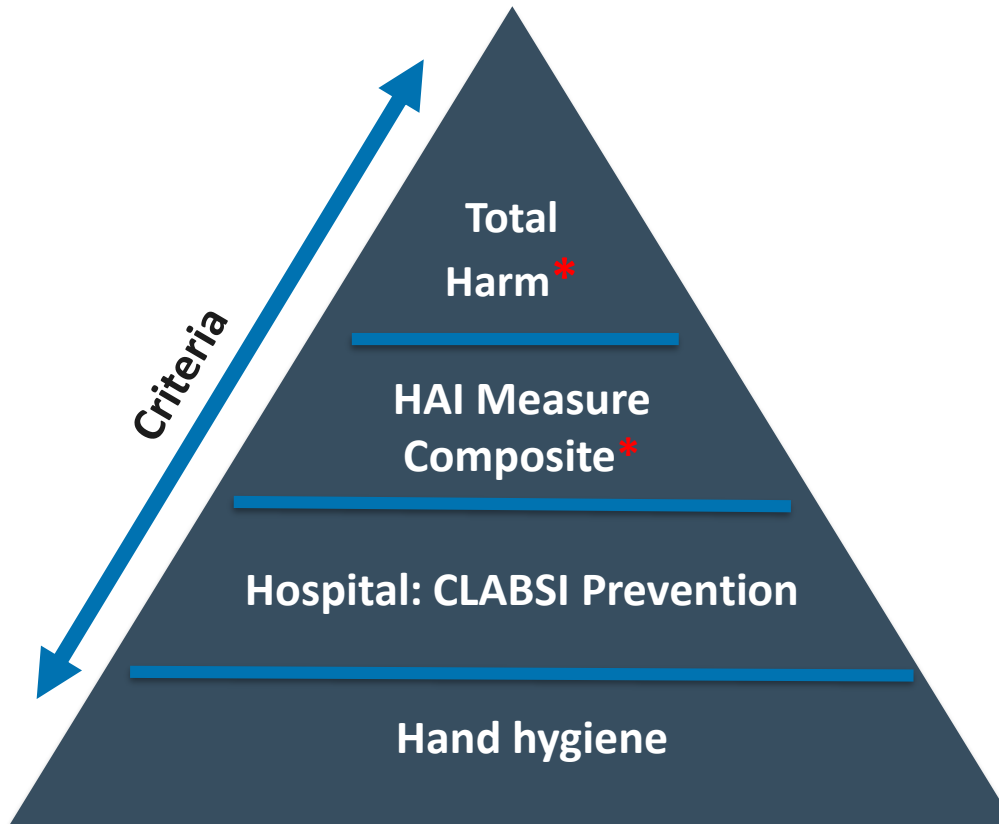 Criteria
Total
Harm*
HAI Measure
Composite*
Hospital: CLABSI Prevention
Hand hygiene